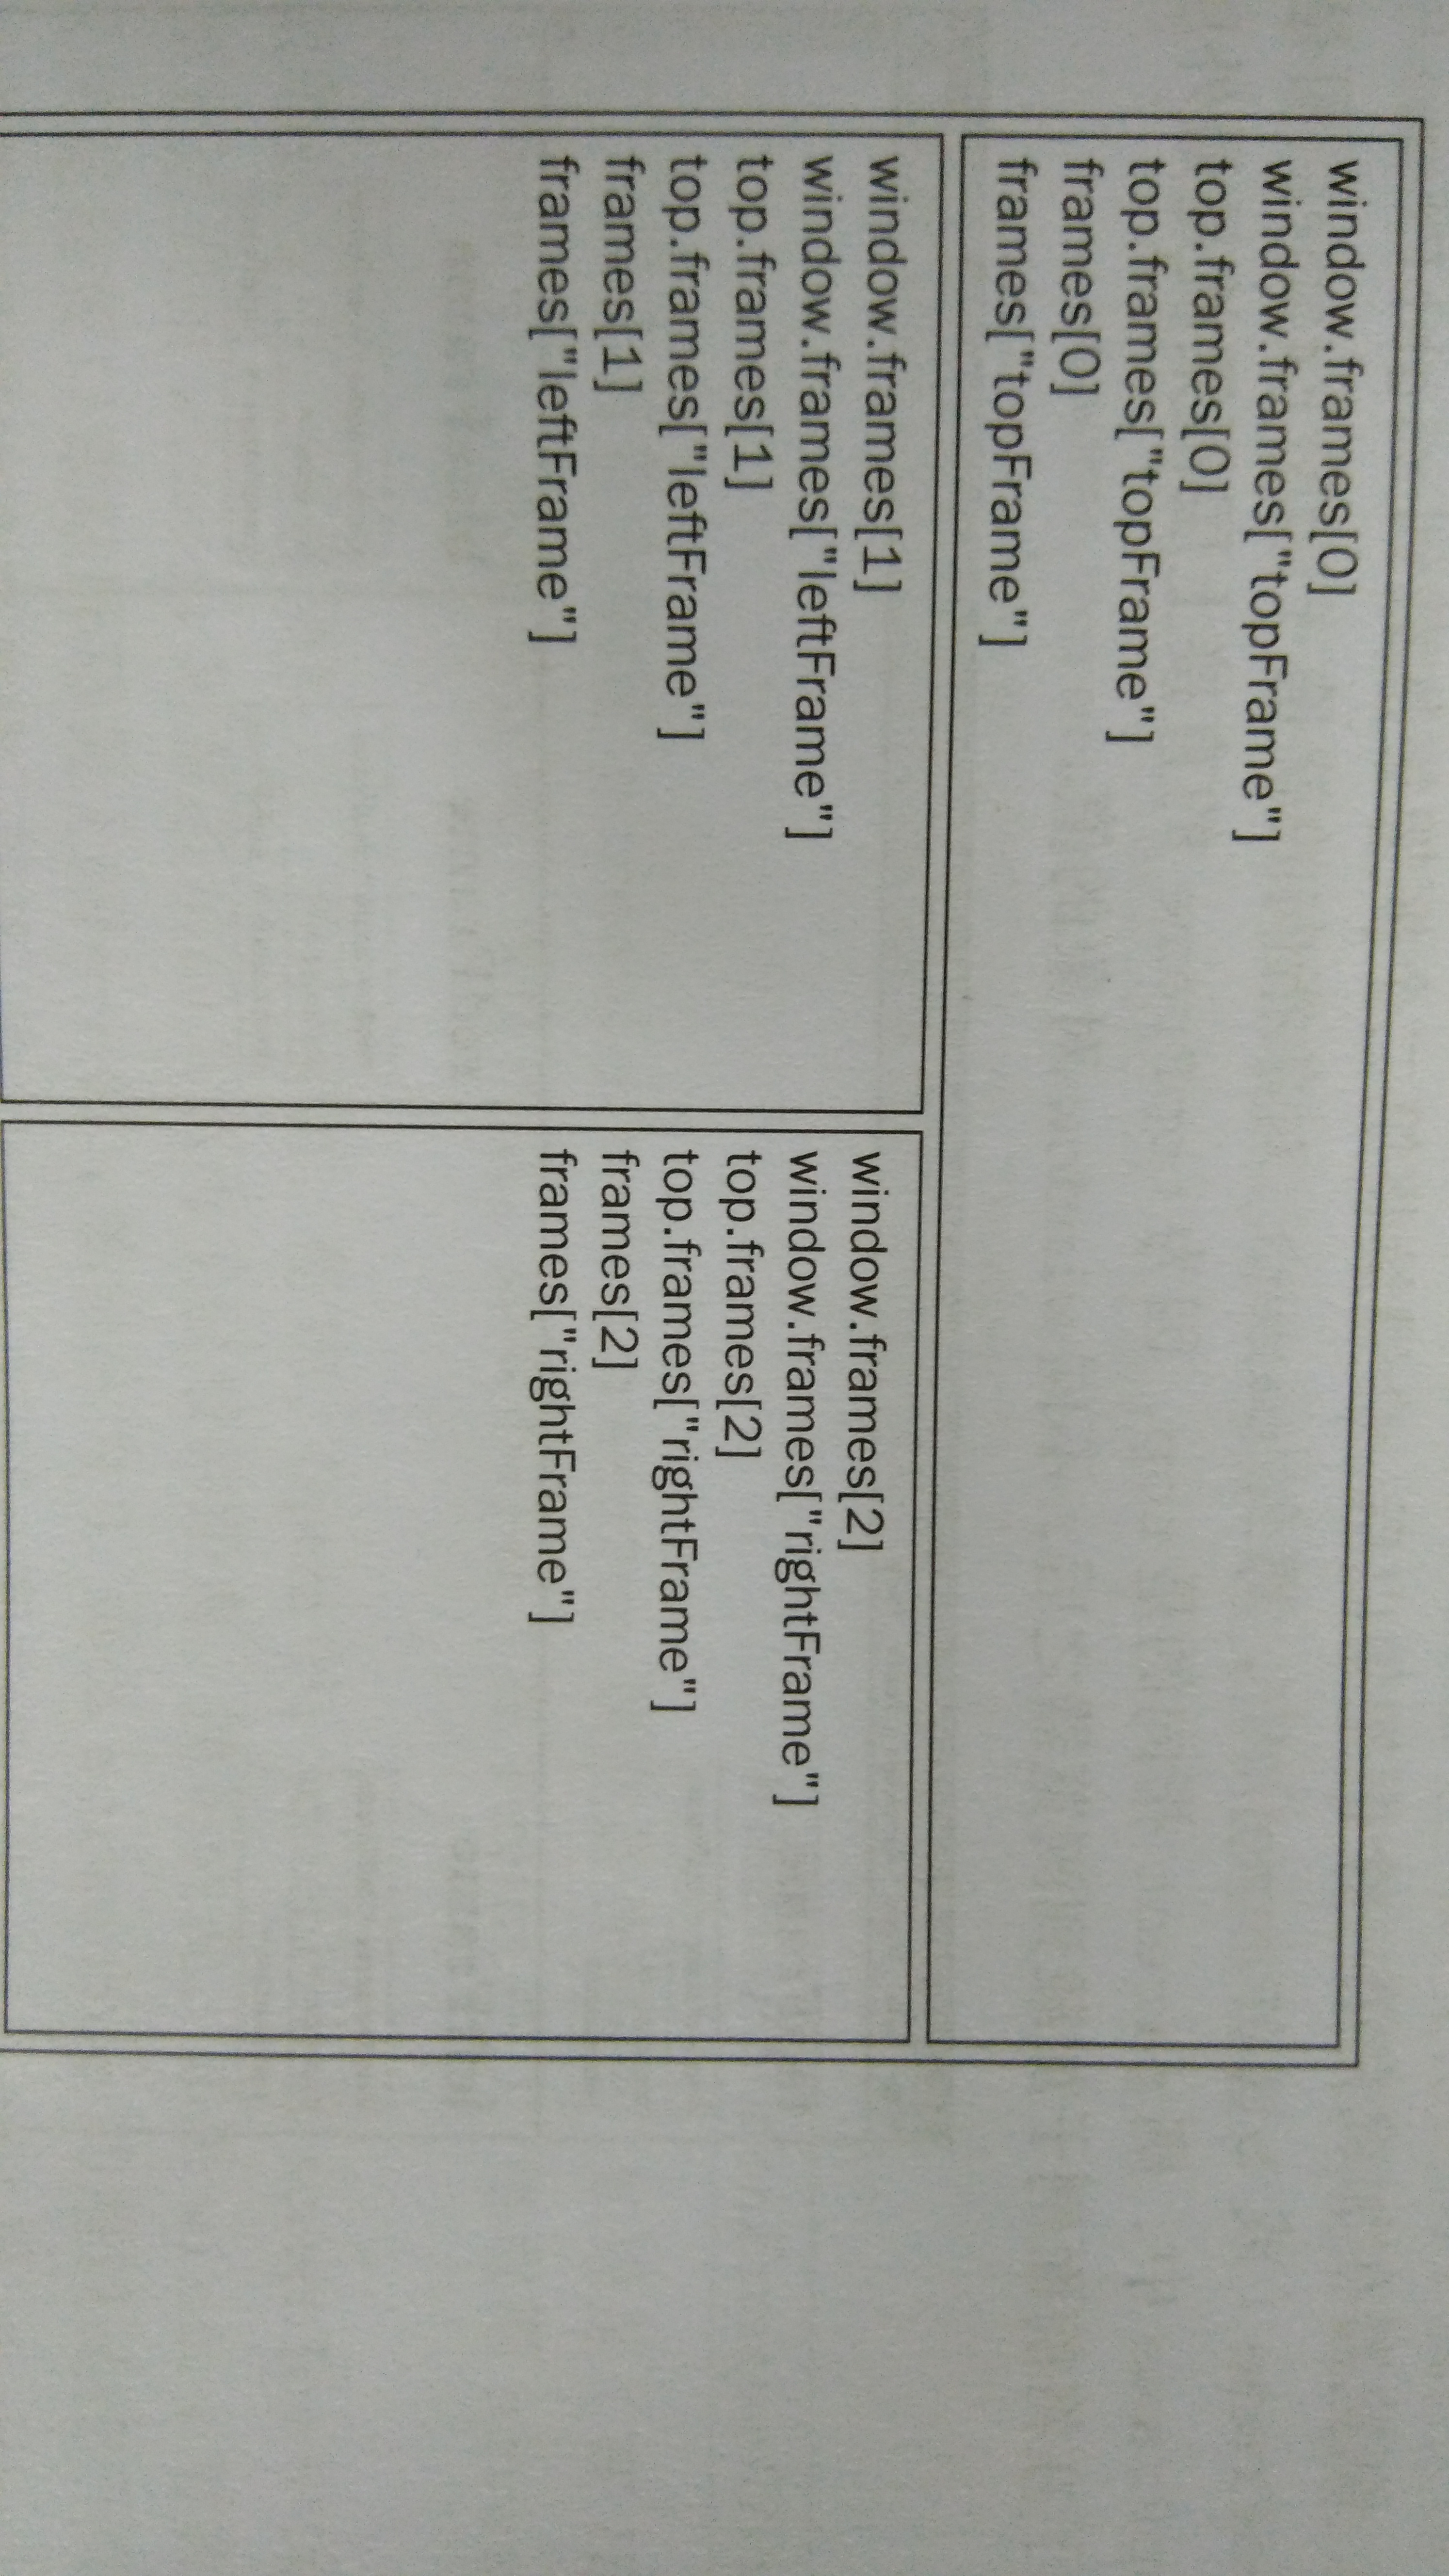 window.frames[0]
window.frames["topFrame"]
top.frames[0]
top.frames["topFrame"]
frames[0]
frames["topFrame"]
window.frames[1]
window.frames["leftFrame"]
top.frames[1]
top.frames["leftFrame"]
frames[1]
frames["leftFrame"]
window.frames[2]
window.frames["rightFrame"]
top.frames[2]
top.frames["rightFrame"]
frames[2]
frames["rightFrame"]